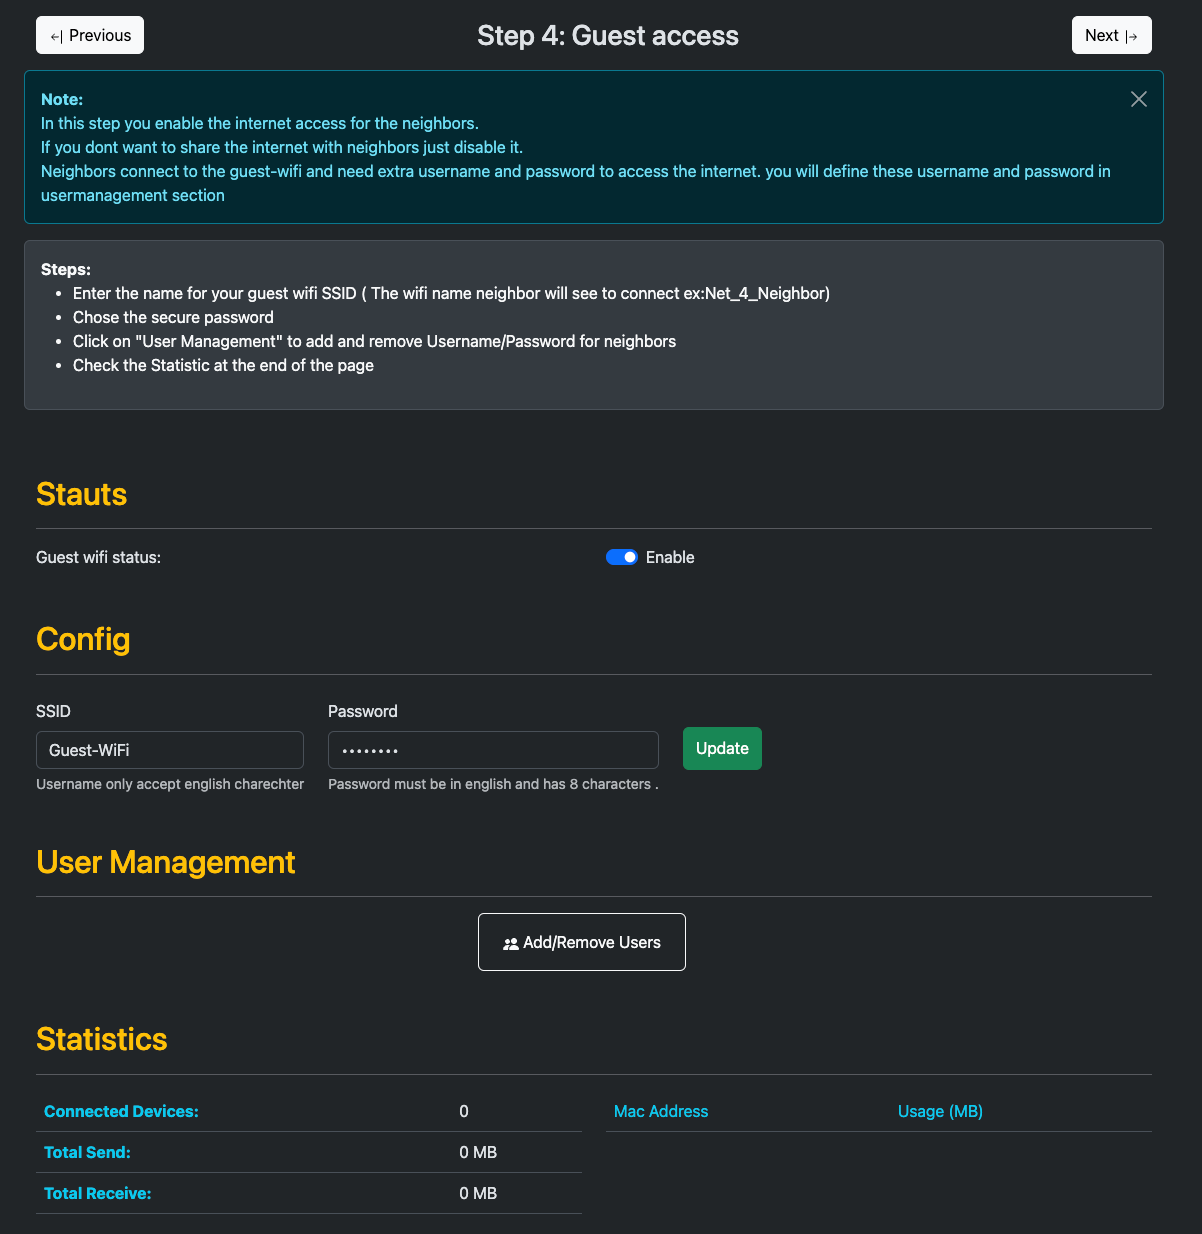 Previous
Step 4: Guest access
Next
Note:
In this step you enable the internet access for the neighbors.
If you dont want to share the internet with neighbors just disable it.
Neighbors connect to the guest-wifi and need extra username and password to access the internet. you will define these username and password in
usermanagement section
Steps:
• Enter the name for your guest wifi SSID ( The wifi name neighbor will see to connect ex:Net_4_Neighbor)
• Chose the secure password
• Click on "User Management" to add and remove Username/Password for neighbors
• Check the Statistic at the end of the page
Stauts
Guest wifi status:
Enable
Config
SSID
Password
Guest-WiFi
••••••••
Update
Username only accept english charechter
Password must be in english and has 8 characters .
User Management
Add/Remove Users
Statistics
Connected Devices: 0
Mac Address
Usage (MB)
Total Send: 0 MB
Total Receive: 0 MB